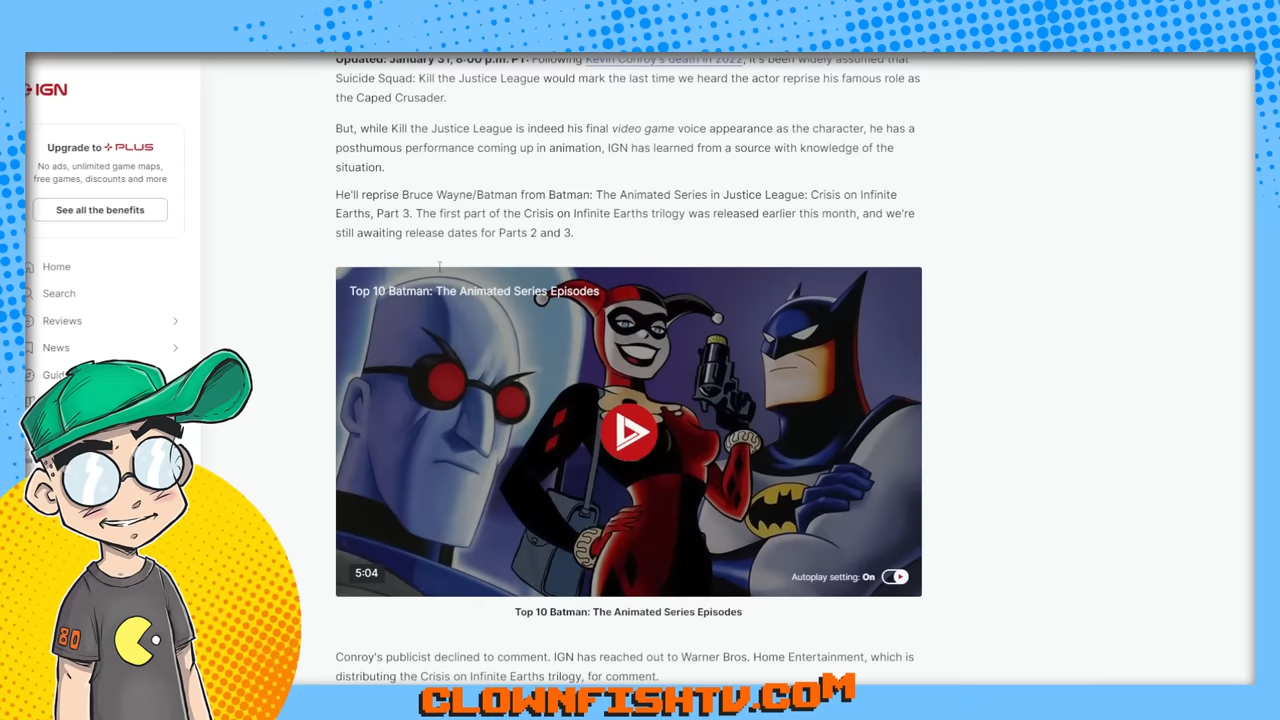 Updated: January 31, 8:00 p.m. PT: Following Kevin Conroy's death in 2022, it's been widely assumed that
Suicide Squad: Kill the Justice League would mark the last time we heard the actor reprise his famous role as
the Caped Crusader.
IGN
Upgrade to PLUS
No ads, unlimited game maps,
free games, discounts and more
See all the benefits
Home
Search
Reviews
News
Guid
But, while Kill the Justice League is indeed his final video game voice appearance as the character, he has a
posthumous performance coming up in animation, IGN has learned from a source with knowledge of the
situation.
He'll reprise Bruce Wayne/Batman from Batman: The Animated Series in Justice League: Crisis on Infinite
Earths, Part 3. The first part of the Crisis on Infinite Earths trilogy was released earlier this month, and we're
still awaiting release dates for Parts 2 and 3.
Top 10 Batman: The Animated Series Episodes
5:04
Autoplay setting: On
Top 10 Batman: The Animated Series Episodes
Conroy's publicist declined to comment. IGN has reached out to Warner Bros. Home Entertainment, which is
distributing the Crisis on Infinite Earths trilogy, for comment.
80
CLOWNFISHTV.COM